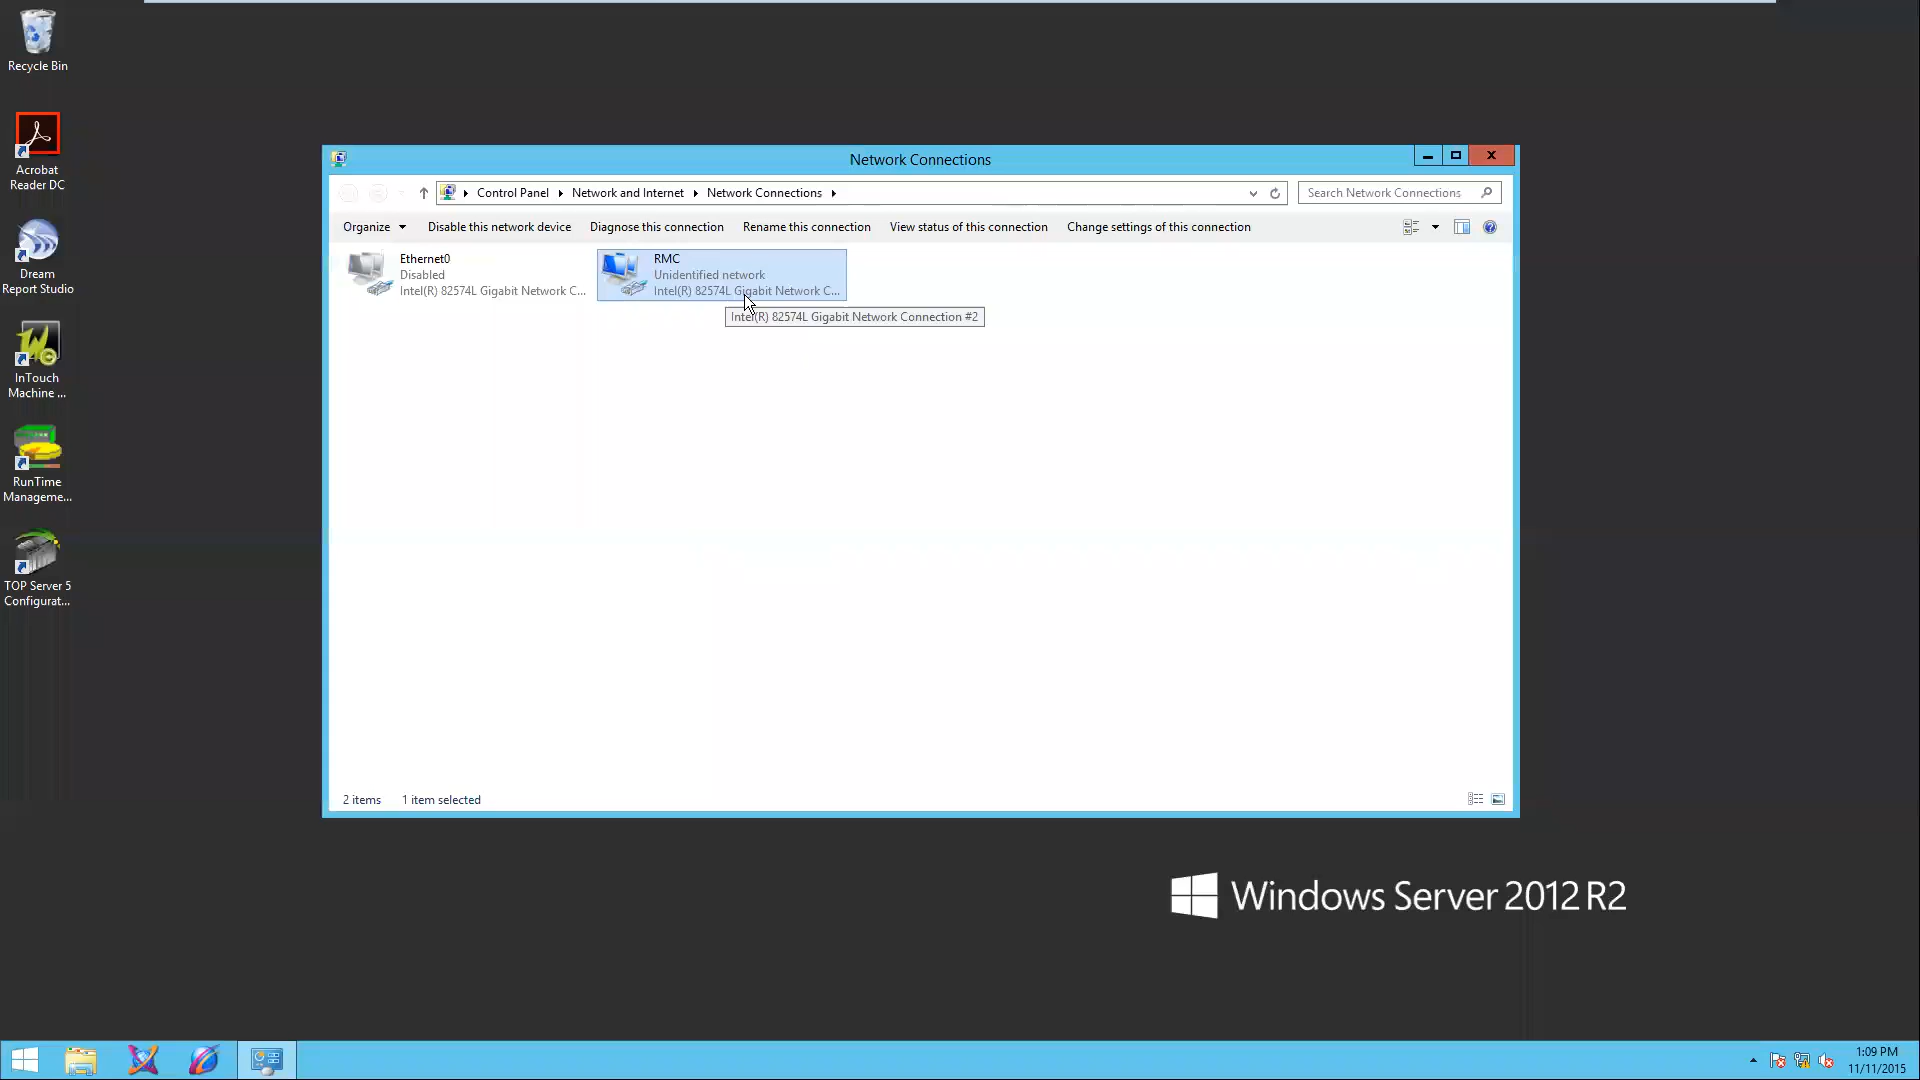 Recycle Bin
Acrobat
Reader DC
Dream
Report Studio
InTouch
Machine ...
RunTime
Manageme...
TOP Server 5
Configurat...
Network Connections
Control Panel
Network and Internet
Network Connections
Search Network Connections
Organize
Disable this network device
Diagnose this connection
Rename this connection
View status of this connection
Change settings of this connection
Ethernet0
Disabled
Intel(R) 82574L Gigabit Network C...
RMC
Unidentified network
Intel(R) 82574L Gigabit Network C...
Intel(R) 82574L Gigabit Network Connection #2
2 items
1 item selected
Windows Server 2012 R2
1:09 PM
11/11/2015